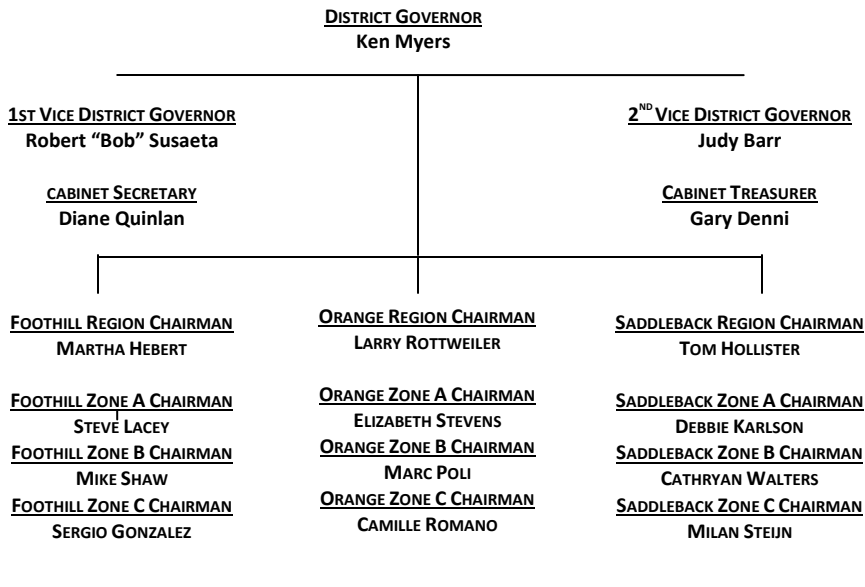 DISTRICT GOVERNOR
Ken Myers
1ST VICE DISTRICT GOVERNOR
Robert “Bob” Susaeta
2ND VICE DISTRICT GOVERNOR
Judy Barr
CABINET SECRETARY
Diane Quinlan
CABINET TREASURER
Gary Denni
FOOTHILL REGION CHAIRMAN
MARTHA HEBERT
ORANGE REGION CHAIRMAN
LARRY ROTTWEILER
SADDLEBACK REGION CHAIRMAN
TOM HOLLISTER
FOOTHILL ZONE A CHAIRMAN
STEVE LACEY
FOOTHILL ZONE B CHAIRMAN
MIKE SHAW
FOOTHILL ZONE C CHAIRMAN
SERGIO GONZALEZ
ORANGE ZONE A CHAIRMAN
ELIZABETH STEVENS
ORANGE ZONE B CHAIRMAN
MARC POLI
ORANGE ZONE C CHAIRMAN
CAMILLE ROMANO
SADDLEBACK ZONE A CHAIRMAN
DEBBIE KARLSON
SADDLEBACK ZONE B CHAIRMAN
CATHRYAN WALTERS
SADDLEBACK ZONE C CHAIRMAN
MILAN STEIJN